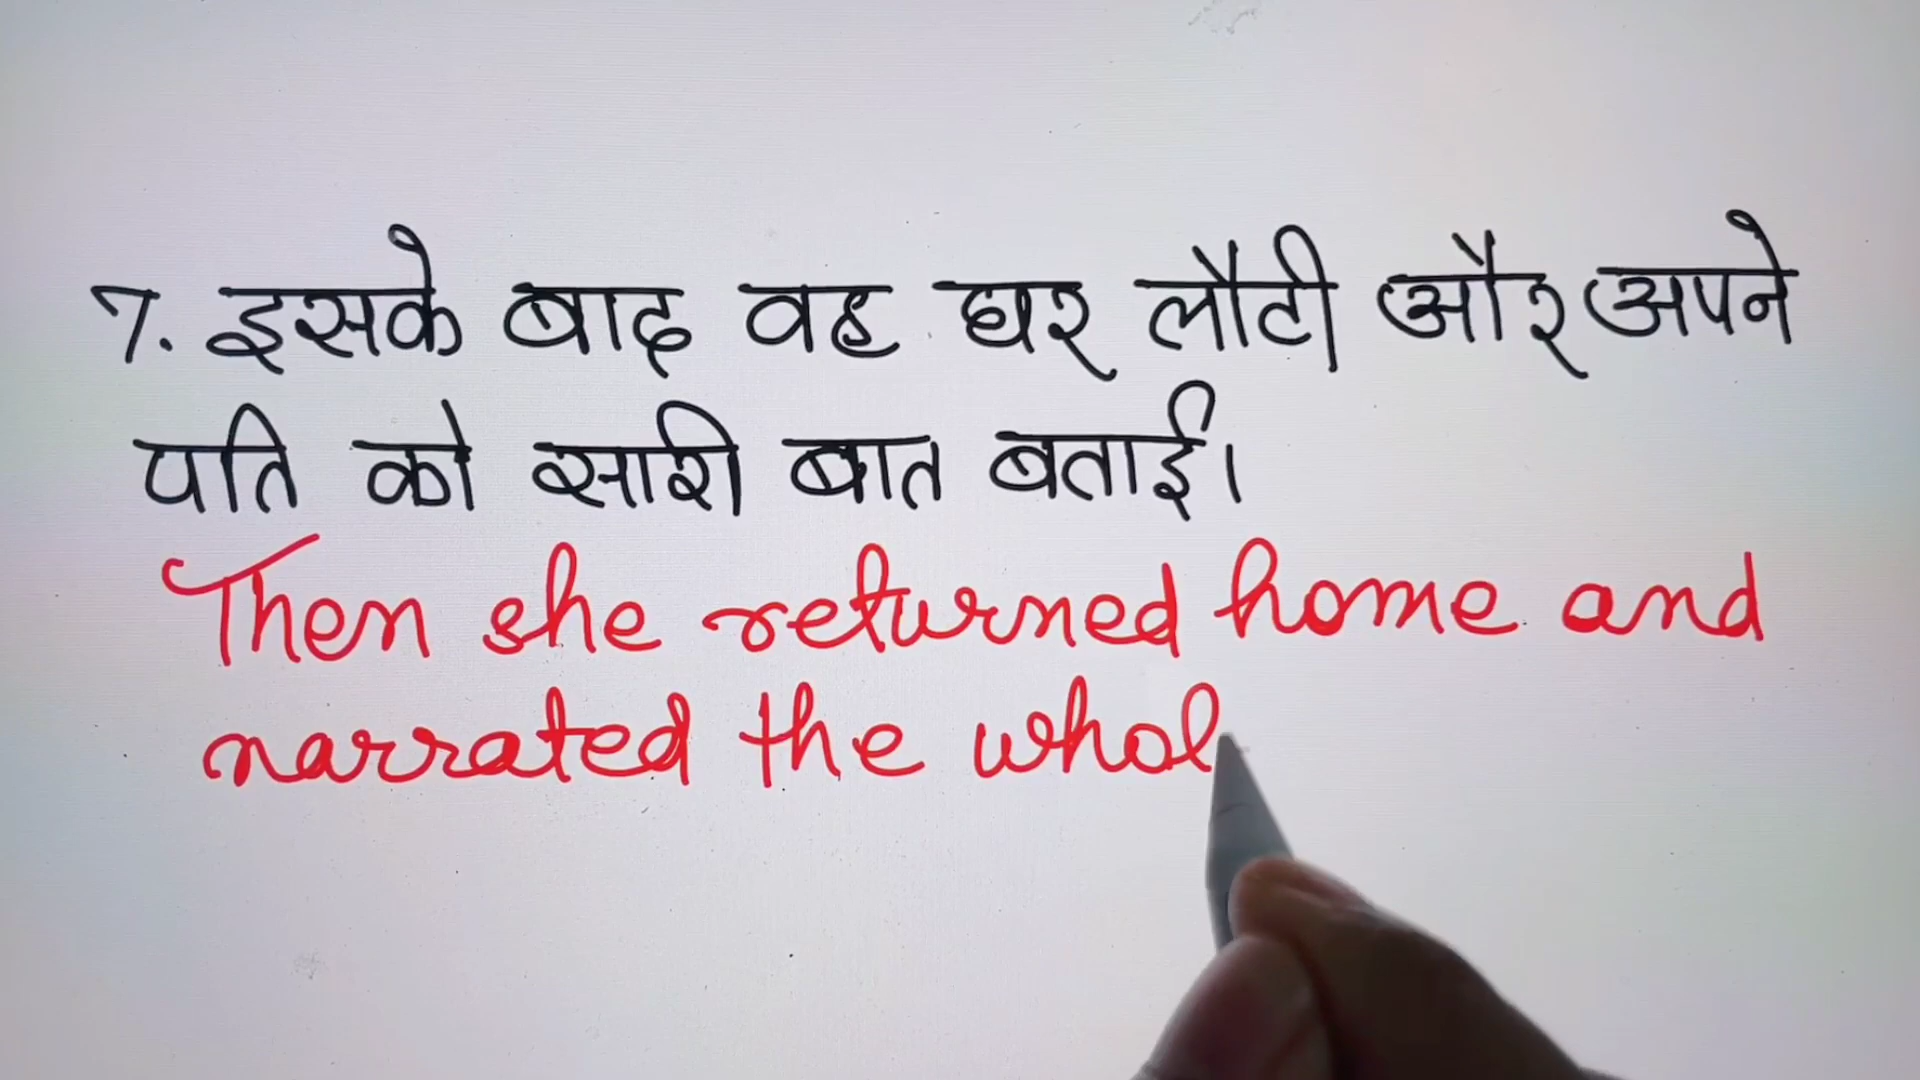 7. इसके बाद वह घर लौटी और अपने
पति को सारी बात बताई।
Then she returned home and
narrated the whol